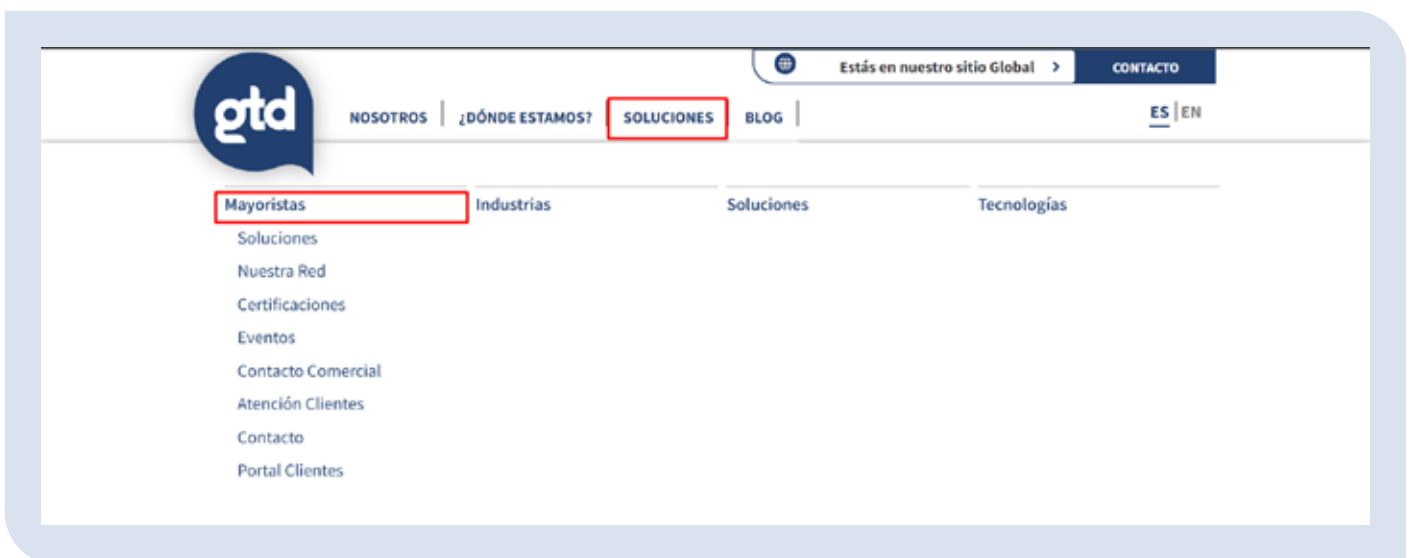 Estás en nuestro sitio Global >
CONTACTO
gtd
NOSOTROS | ¿DÓNDE ESTAMOS? | SOLUCIONES | BLOG |
ES | EN
Mayoristas Industrias Soluciones Tecnologías
Soluciones
Nuestra Red
Certificaciones
Eventos
Contacto Comercial
Atención Clientes
Contacto
Portal Clientes